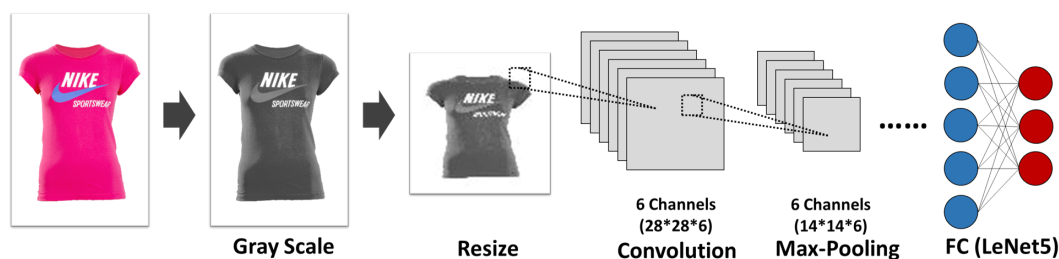 NIKE
SPORTSWEAR
NIKE
SPORTSWEAR
NIKE
6 Channels
(28*28*6)
6 Channels
(14*14*6)
Gray Scale
Resize
Convolution
Max-Pooling
FC (LeNet5)